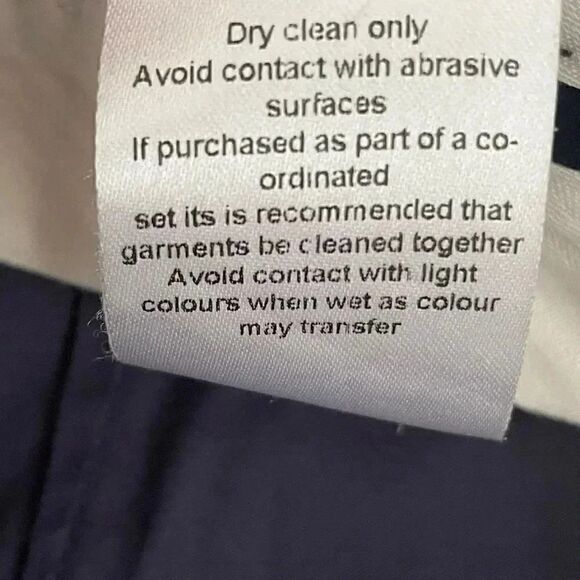 Dry clean only
Avoid contact with abrasive
surfaces
If purchased as part of a co-
ordinated
set its is recommended that
garments be cleaned together
Avoid contact with light
colours when wet as colour
may transfer